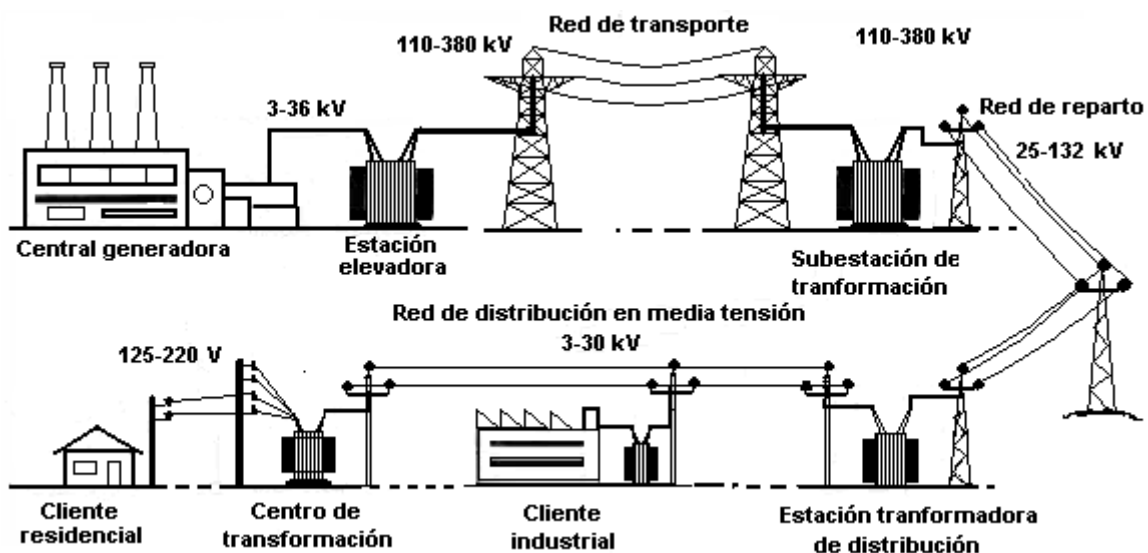 Red de transporte
110-380 kV
110-380 kV
3-36 kV
Red de reparto
25-132 kV
Central generadora
Estación
elevadora
Subestación de
tranformación
Red de distribución en media tensión
3-30 kV
125-220 V
Cliente
residencial
Centro de
transformación
Cliente
industrial
Estación tranformadora
de distribución